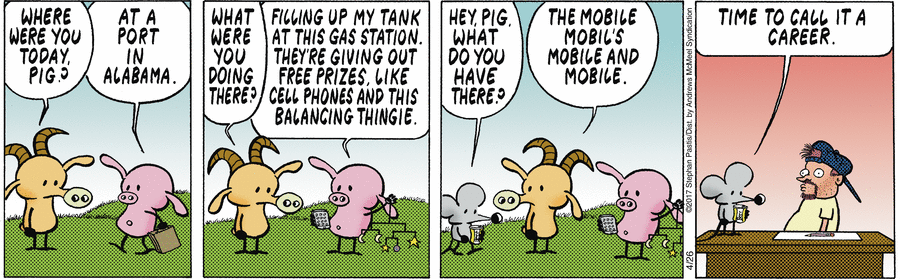 WHERE
WERE YOU
TODAY,
PIG?
AT A
PORT
IN
ALABAMA.
WHAT
WERE
YOU
DOING
THERE?
FILLING UP MY TANK
AT THIS GAS STATION.
THEY'RE GIVING OUT
FREE PRIZES, LIKE
CELL PHONES AND THIS
BALANCING THINGIE.
HEY, PIG.
WHAT
DO YOU
HAVE
THERE?
THE MOBILE
MOBIL'S
MOBILE AND
MOBILE.
©2017 Stephan Pastis/Dist. by Andrews McMeel Syndication
4/26
TIME TO CALL IT A
CAREER.